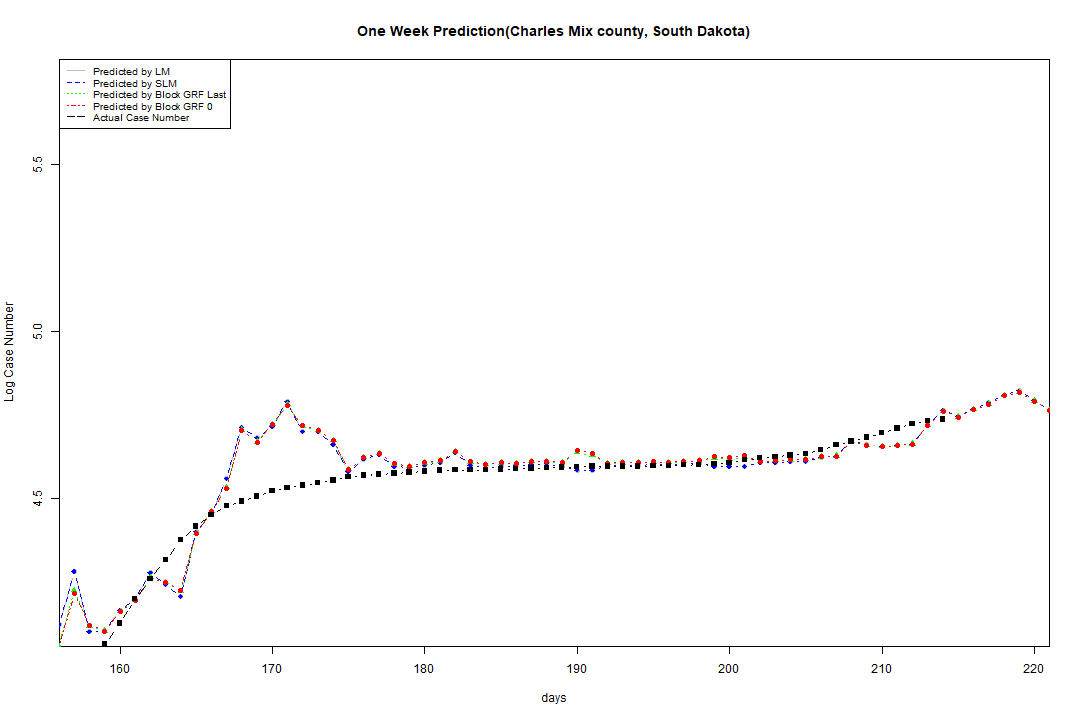 One Week Prediction(Charles Mix county, South Dakota)
Predicted by LM
Predicted by SLM
Predicted by Block GRF Last
Predicted by Block GRF 0
Actual Case Number
5.5
5.0
4.5
Log Case Number
160 170 180 190 200 210 220
days